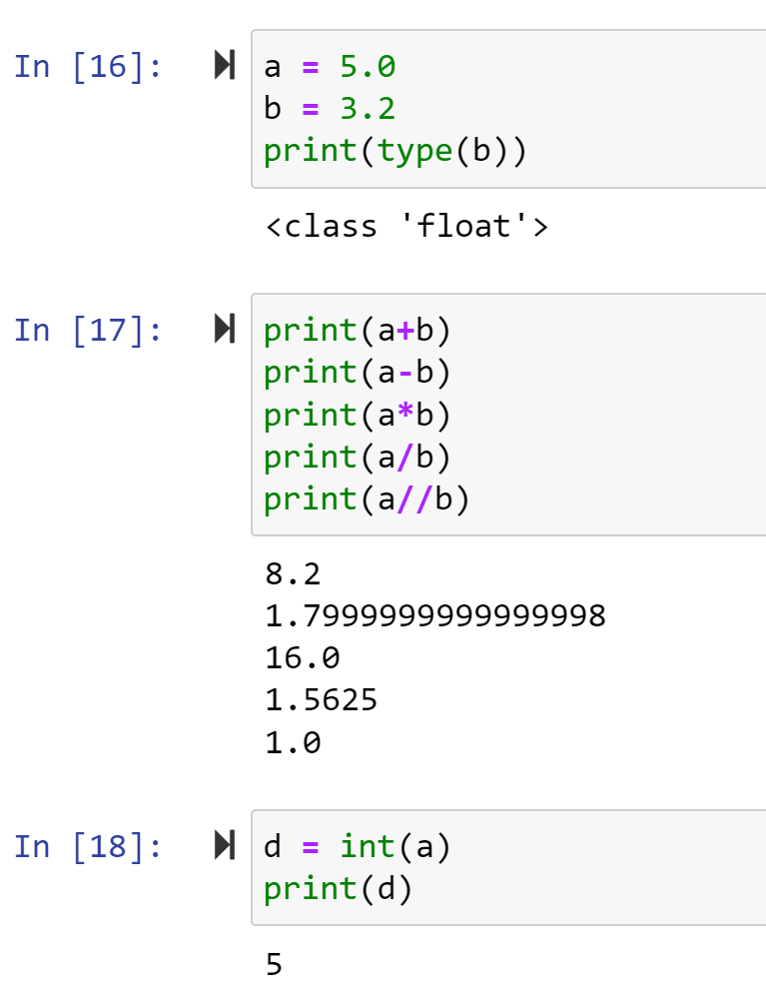 In [16]:
a = 5.0
b = 3.2
print(type(b))
<class 'float'>
In [17]:
print(a+b)
print(a-b)
print(a*b)
print(a/b)
print(a//b)
8.2
1.7999999999999998
16.0
1.5625
1.0
In [18]:
d = int(a)
print(d)
5